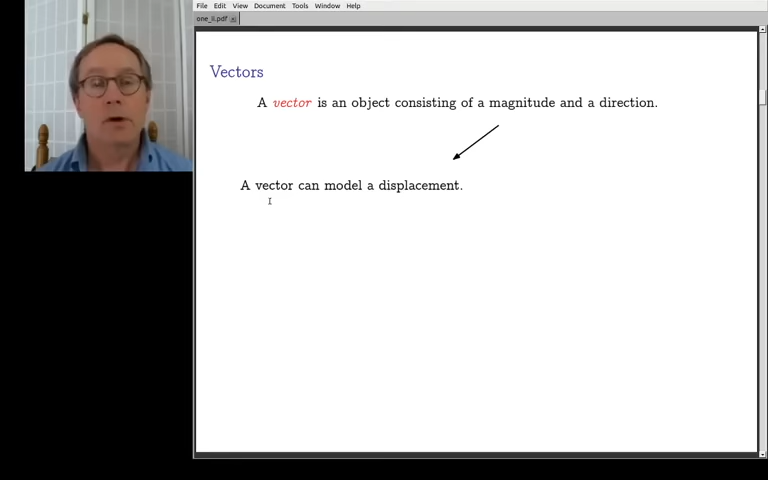 File Edit View Document Tools Window Help
one_ii.pdf
Vectors
A vector is an object consisting of a magnitude and a direction.
A vector can model a displacement.